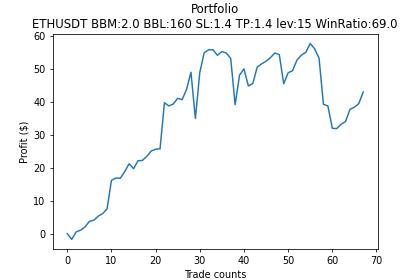 Portfolio
ETHUSDT BBM:2.0 BBL:160 SL:1.4 TP:1.4 lev:15 WinRatio:69.0
60
50
40
30
20
10
0
Profit ($)
0 10 20 30 40 50 60 70
Trade counts